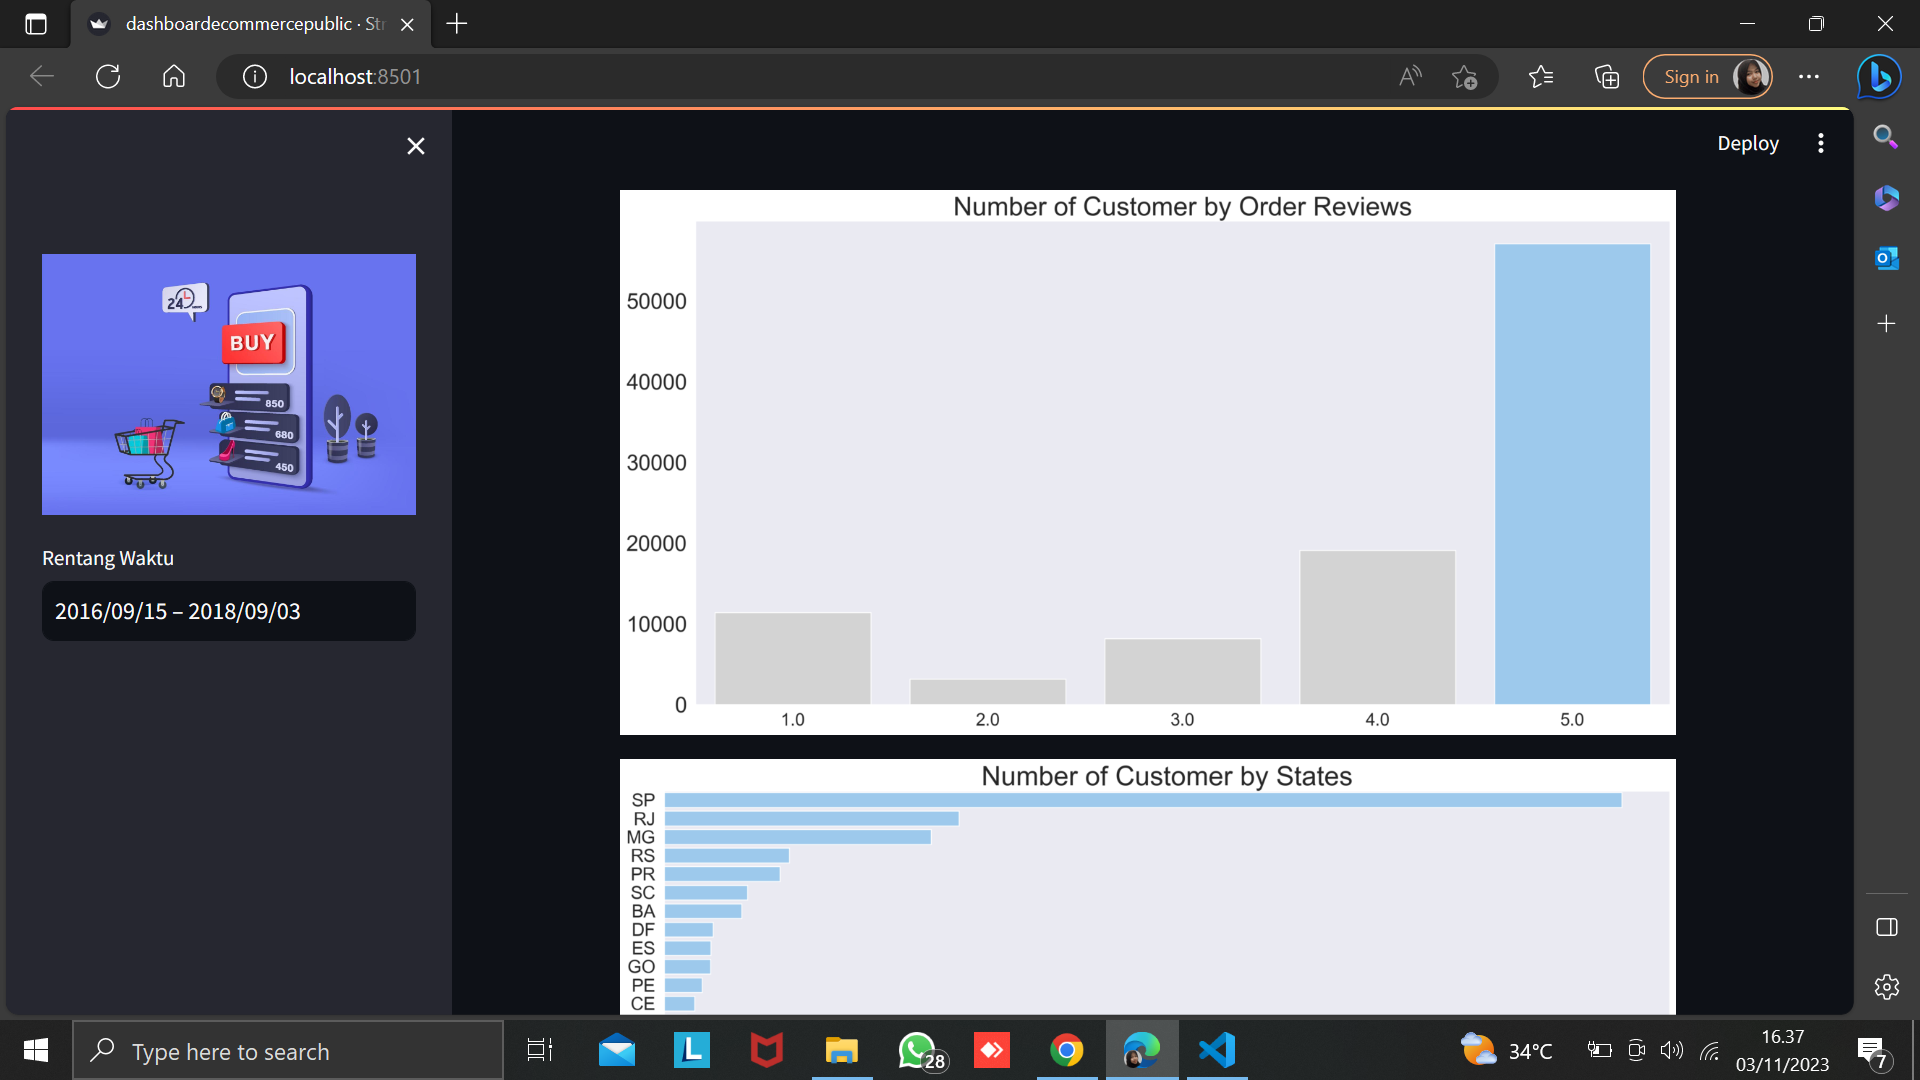 dashboardecommercepublic · Str
localhost:8501
Sign in
Deploy
24
BUY
850
680
450
Rentang Waktu
2016/09/15 – 2018/09/03
Number of Customer by Order Reviews
50000
40000
30000
20000
10000
0
1.0 2.0 3.0 4.0 5.0
Number of Customer by States
SP
RJ
MG
RS
PR
SC
BA
DF
ES
GO
PE
CE
Type here to search
28
34°C
16.37
03/11/2023
7